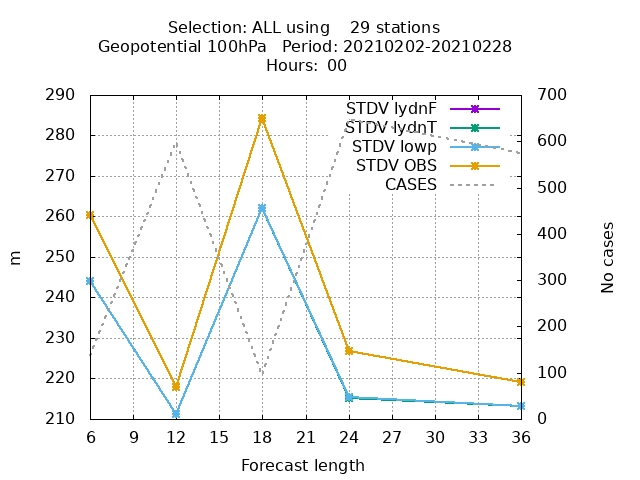 Selection: ALL using    29 stations
Geopotential 100hPa   Period: 20210202-20210228
Hours:  00
290
280
270
260
250
240
230
220
210
m
700
600
500
400
300
200
100
0
No cases
STDV lydnF
STDV lydnT
STDV lowp
STDV OBS
CASES
6 9 12 15 18 21 24 27 30 33 36
Forecast length